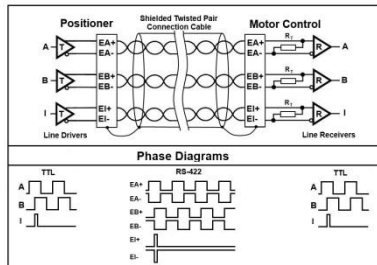 Positioner
Shielded Twisted Pair
Connection Cable
Motor Control
A T EA+ EA- EA+ EA- RT R A
B T EB+ EB- EB+ EB- RT R B
I T EI+ EI- EI+ EI- RT R I
Line Drivers
Line Receivers
Phase Diagrams
TTL
A
B
I
RS-422
EA+
EA-
EB+
EB-
EI+
EI-
TTL
A
B
I